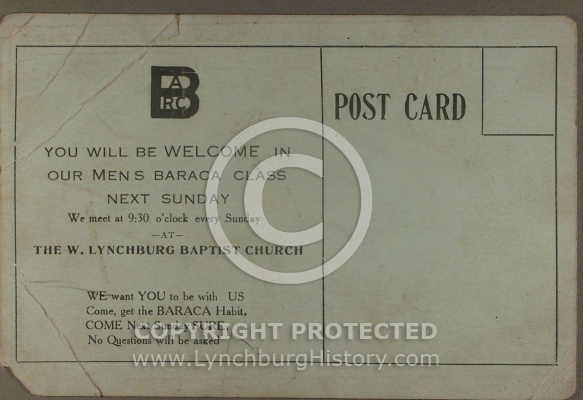 B
A
RC
YOU WILL BE WELCOME IN
OUR MEN'S BARACA CLASS
NEXT SUNDAY
We meet at 9:30 o'clock every Sunday
—AT—
THE W. LYNCHBURG BAPTIST CHURCH
WE want YOU to be with US
Come, get the BARACA Habit,
COME Next Sunday SURE,
No Questions will be asked
POST CARD
©
COPYRIGHT PROTECTED
www.LynchburgHistory.com